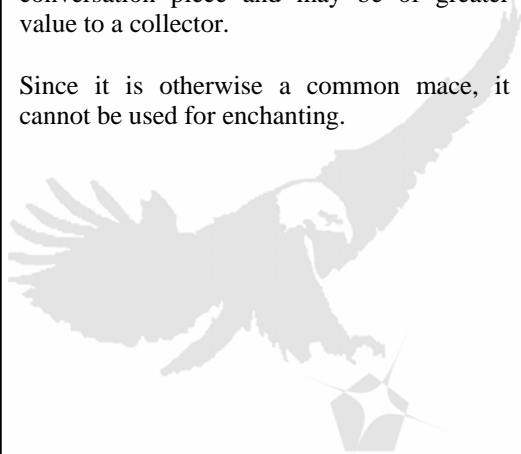 conversation piece and may be of greater
value to a collector.
Since it is otherwise a common mace, it
cannot be used for enchanting.